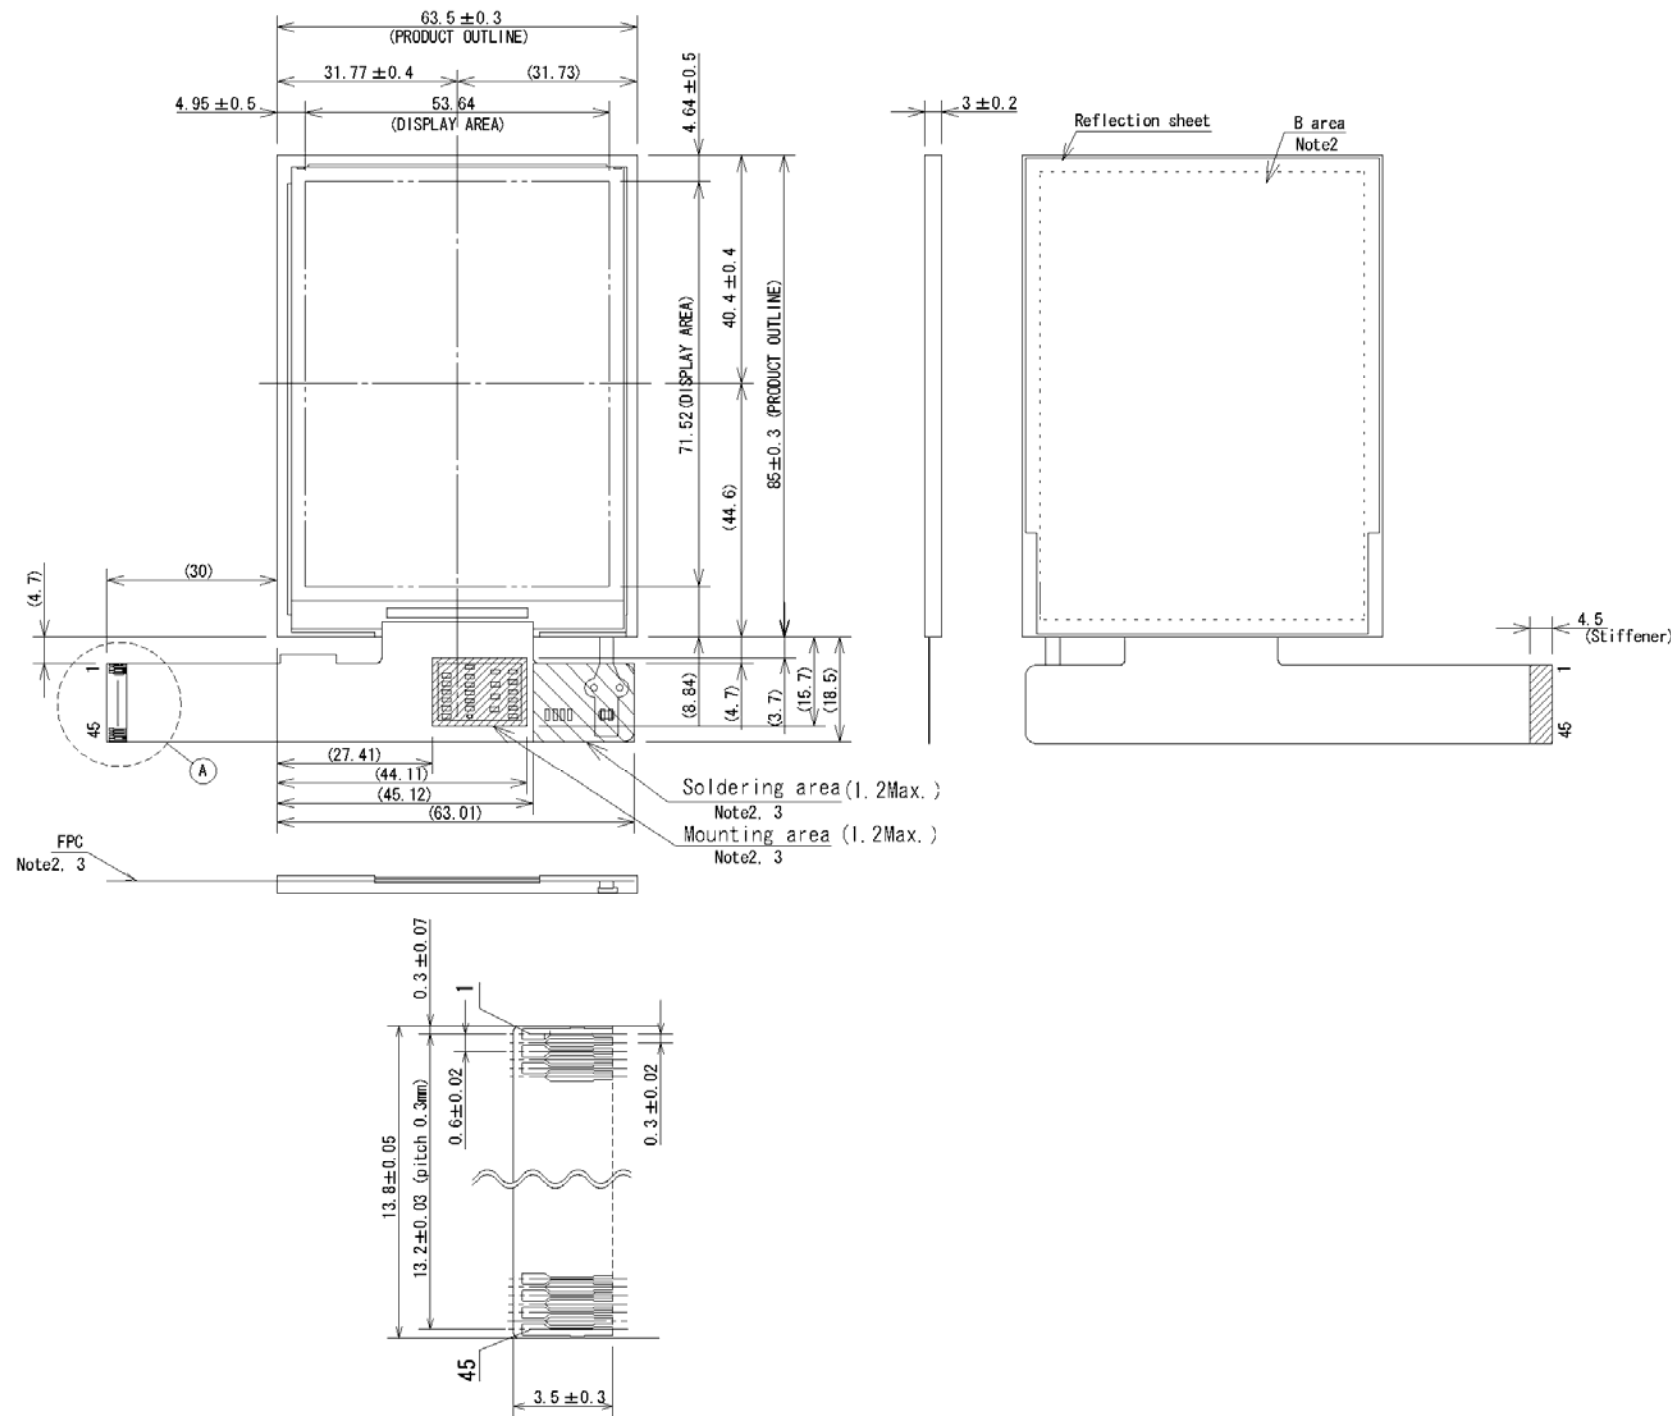 63.5 ±0.3
(PRODUCT OUTLINE)
31.77 ±0.4
(31.73)
4.95 ±0.5
53.64
(DISPLAY AREA)
4.64 ±0.5
3 ±0.2
Reflection sheet
B area
Note2
71.52 (DISPLAY AREA)
40.4 ±0.4
(44.6)
85±0.3 (PRODUCT OUTLINE)
(30)
(4.7)
1
45
A
(8.84)
(4.7)
(3.7)
(15.7)
(18.5)
4.5
(Stiffener)
1
45
(27.41)
(44.11)
(45.12)
(63.01)
Soldering area (1.2Max.)
Note2, 3
Mounting area (1.2Max.)
Note2, 3
FPC
Note2, 3
0.3 ±0.07
1
0.6±0.02
0.3 ±0.02
13.8±0.05
13.2±0.03 (pitch 0.3mm)
45
3.5 ±0.3